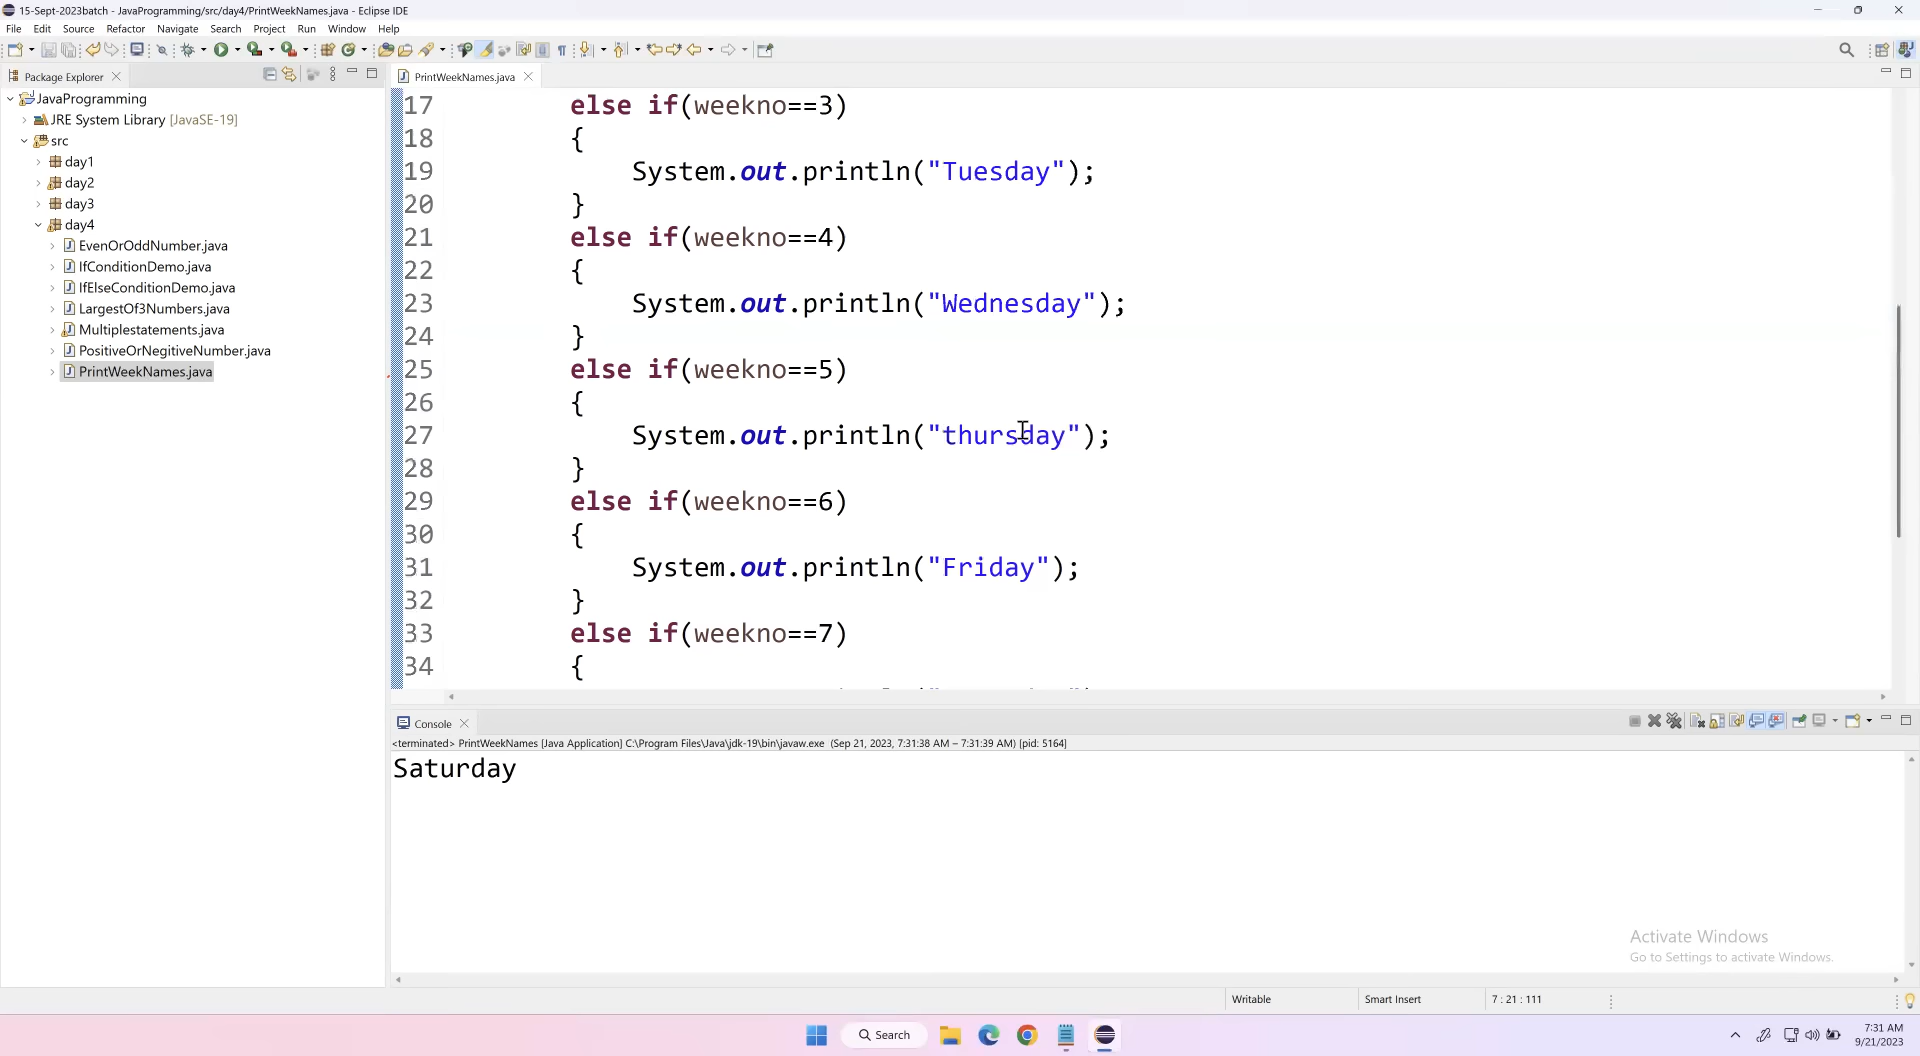 15-Sept-2023batch - JavaProgramming/src/day4/PrintWeekNames.java - Eclipse IDE
File Edit Source Refactor Navigate Search Project Run Window Help
Package Explorer
JavaProgramming
JRE System Library [JavaSE-19]
src
day1
day2
day3
day4
EvenOrOddNumber.java
IfConditionDemo.java
IfElseConditionDemo.java
LargestOf3Numbers.java
Multiplestatements.java
PositiveOrNegitiveNumber.java
PrintWeekNames.java
PrintWeekNames.java
17 else if(weekno==3)
18 {
19 System.out.println("Tuesday");
20 }
21 else if(weekno==4)
22 {
23 System.out.println("Wednesday");
24 }
25 else if(weekno==5)
26 {
27 System.out.println("thursday");
28 }
29 else if(weekno==6)
30 {
31 System.out.println("Friday");
32 }
33 else if(weekno==7)
34 {
Console
<terminated> PrintWeekNames [Java Application] C:\Program Files\Java\jdk-19\bin\javaw.exe (Sep 21, 2023, 7:31:38 AM – 7:31:39 AM) [pid: 5164]
Saturday
Activate Windows
Go to Settings to activate Windows.
Writable Smart Insert 7 : 21 : 111
Search
7:31 AM
9/21/2023